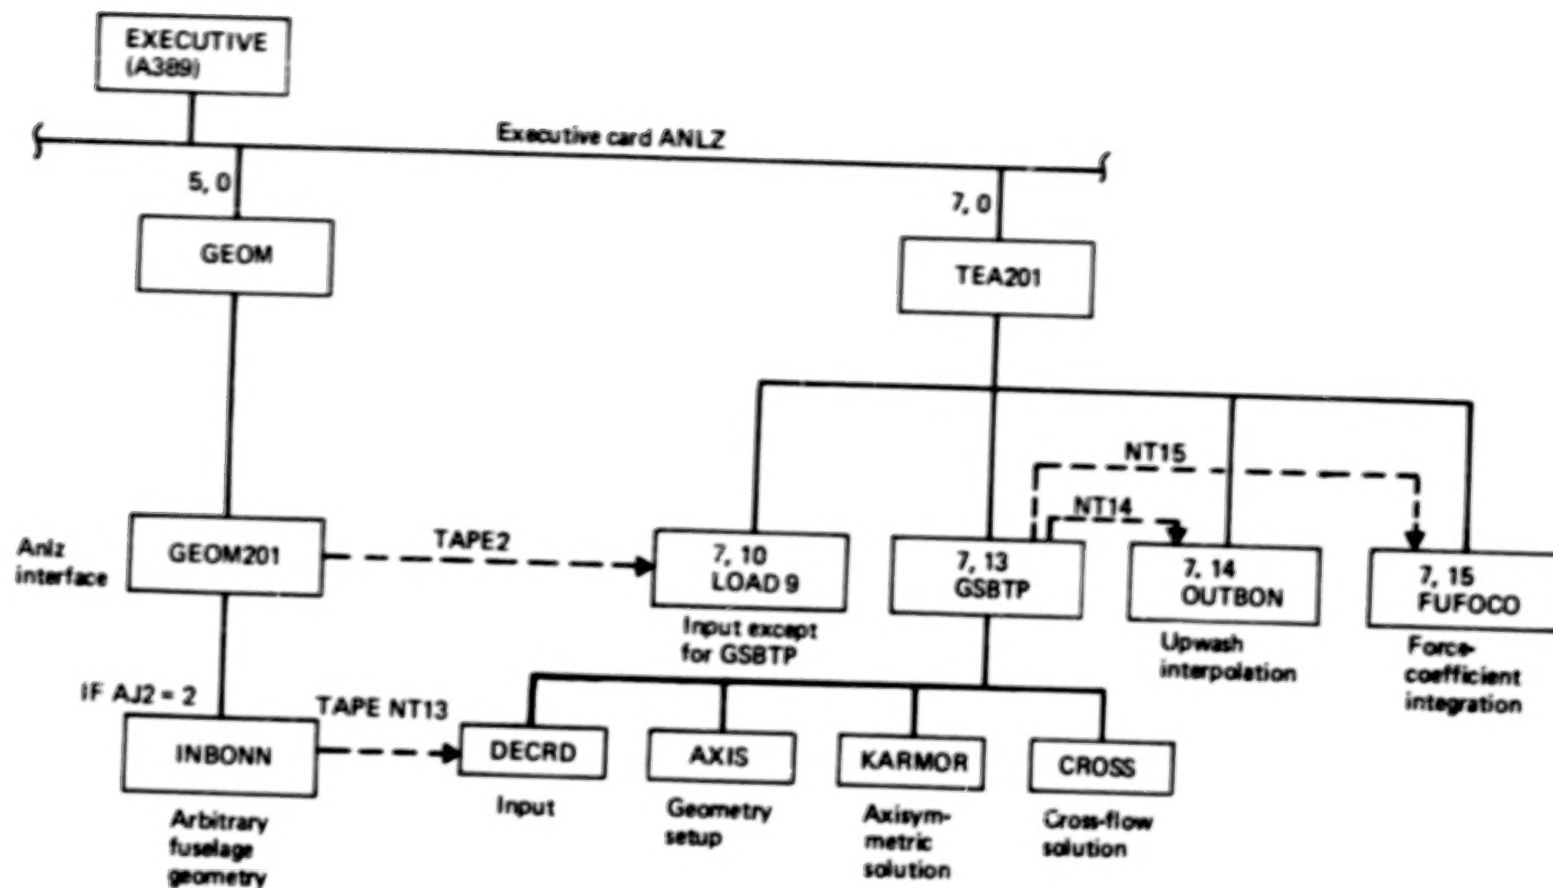 EXECUTIVE
(A389)
Executive card ANLZ
5, 0
7, 0
GEOM
TEA201
NT15
NT14
Anlz
interface
GEOM201
TAPE2
7, 10
LOAD 9
Input except
for GSBTP
7, 13
GSBTP
7, 14
OUTBON
Upwash
interpolation
7, 15
FUFOCO
Force-
coefficient
integration
IF AJ2 = 2
TAPE NT13
INBONN
Arbitrary
fuselage
geometry
DECRD
Input
AXIS
Geometry
setup
KARMOR
Axisym-
metric
solution
CROSS
Cross-flow
solution